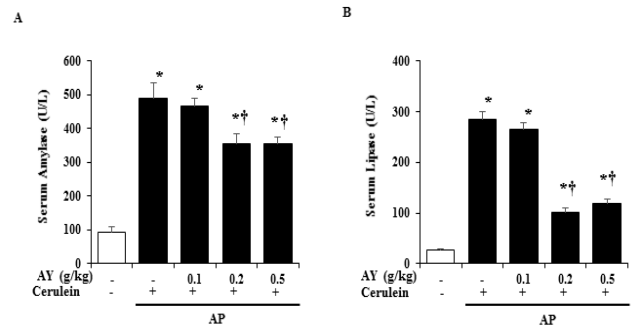 A
B
Serum Amylase (U/L)
600
500
400
300
200
100
0
* * *† *†
AY (g/kg) - - 0.1 0.2 0.5
Cerulein - + + + +
AP
Serum Lipase (U/L)
400
300
200
100
0
* * *† *†
AY (g/kg) - - 0.1 0.2 0.5
Cerulein - + + + +
AP